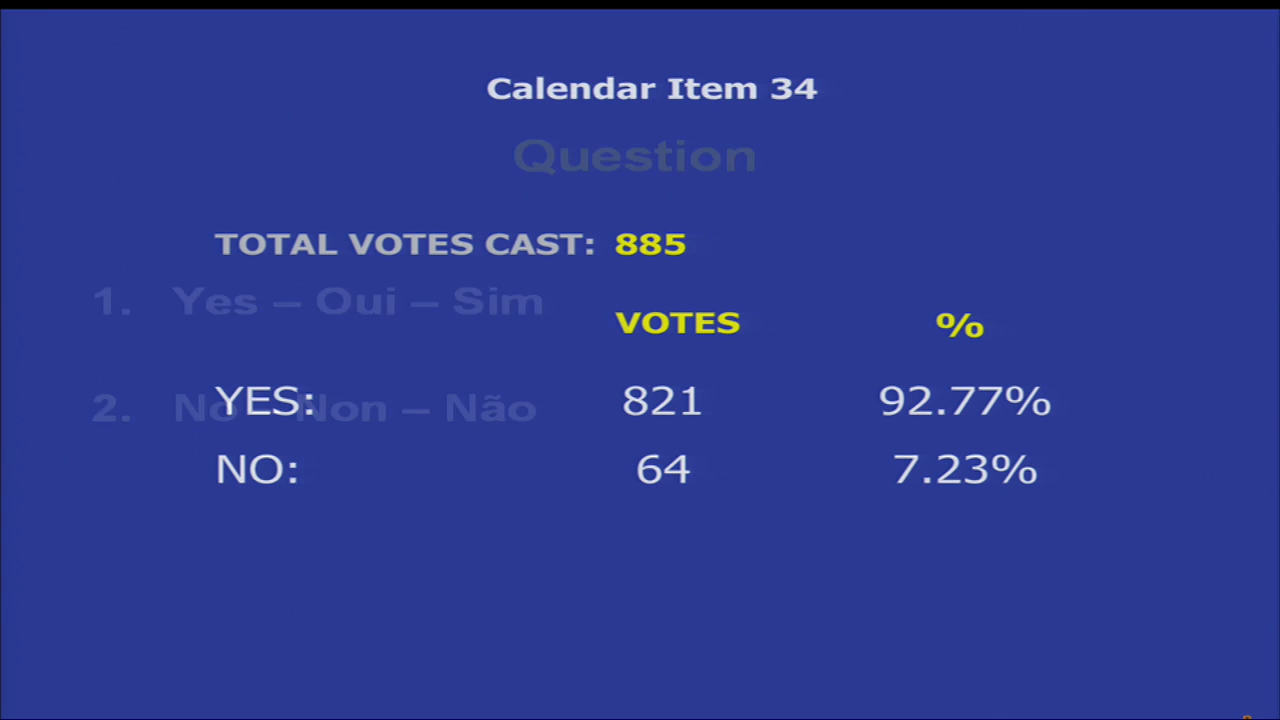 Calendar Item 34
Question
TOTAL VOTES CAST: 885
1. Yes – Oui – Sim
VOTES %
YES: 821 92.77%
2. No – Non – Não
NO: 64 7.23%